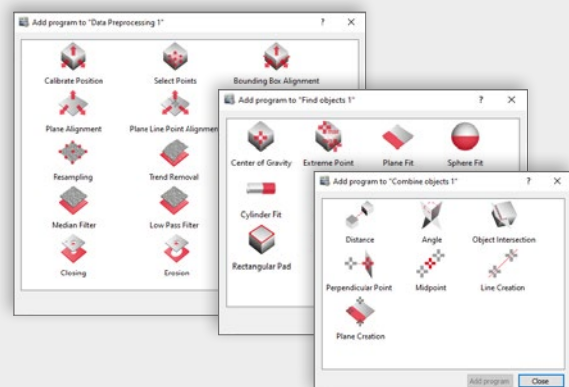 Add program to "Data Preprocessing 1"
? ×
Calibrate Position Select Points Bounding Box Alignment
Plane Alignment Plane Line Point Alignment
Resampling Trend Removal
Median Filter Low Pass Filter
Closing Erosion
Add program to "Find objects 1"
? ×
Center of Gravity Extreme Point Plane Fit Sphere Fit
Cylinder Fit
Rectangular Pad
Add program to "Combine objects 1"
? ×
Distance Angle Object Intersection
Perpendicular Point Midpoint Line Creation
Plane Creation
Add program Close